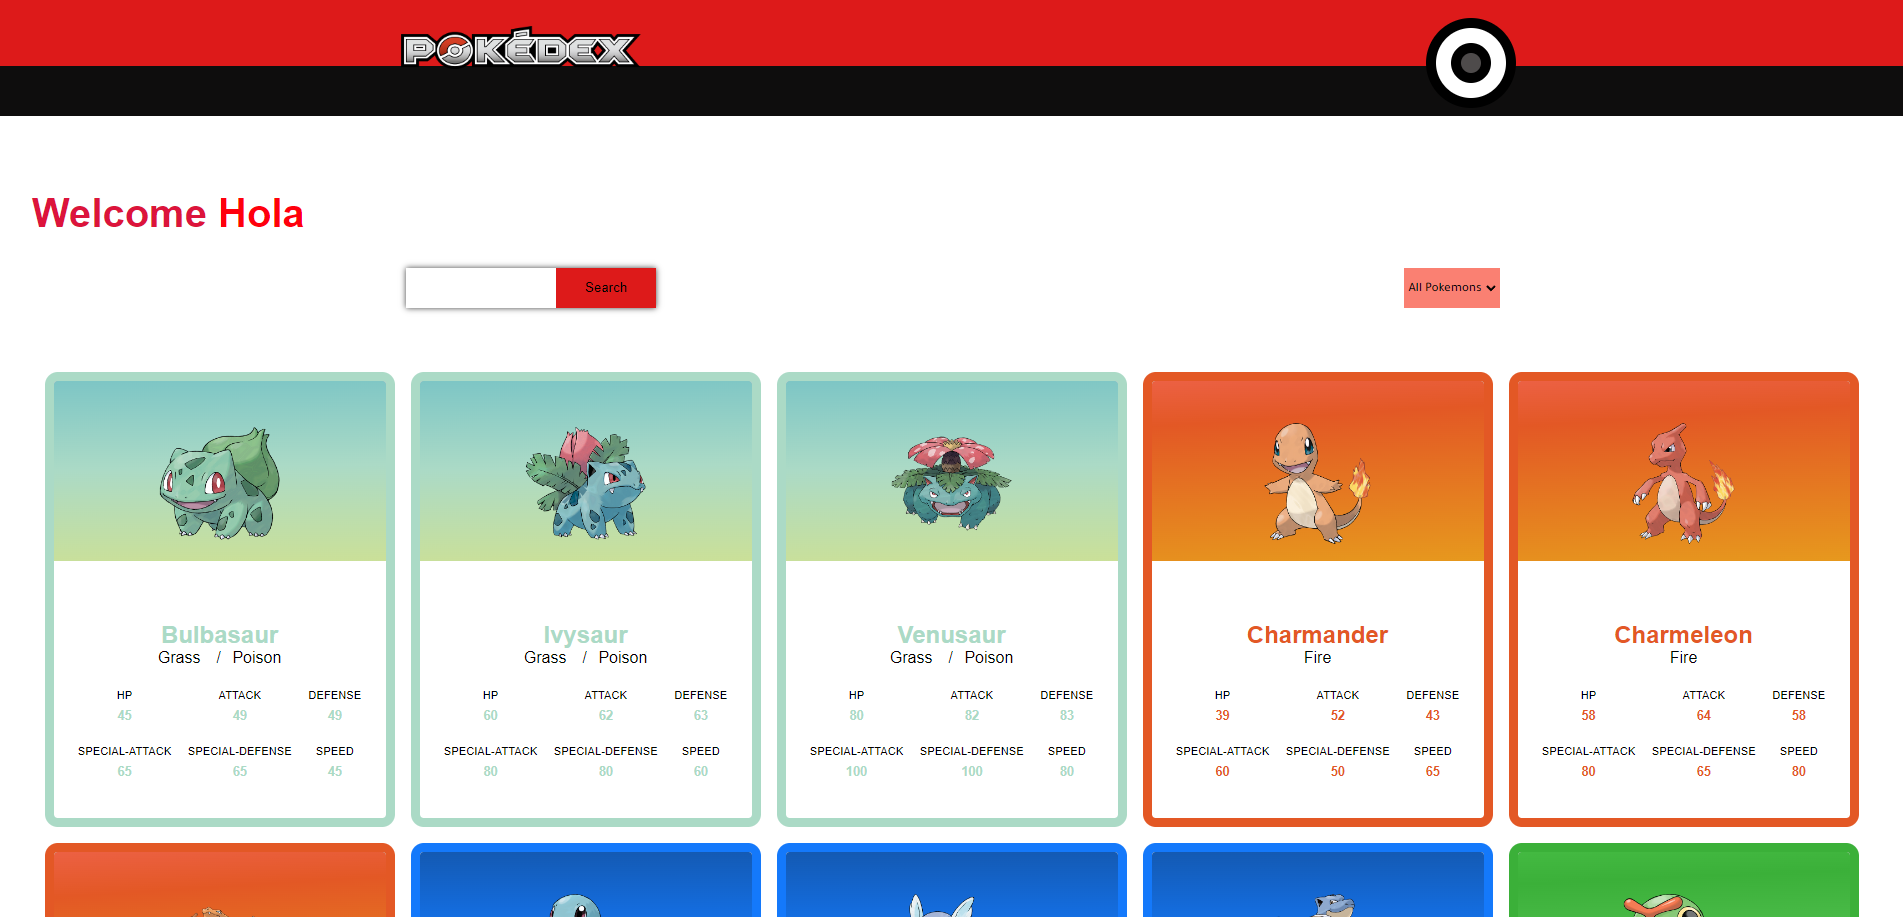 POKÉDEX
Welcome Hola
Search
All Pokemons
Bulbasaur
Grass / Poison
HP ATTACK DEFENSE
45 49 49
SPECIAL-ATTACK SPECIAL-DEFENSE SPEED
65 65 45
Ivysaur
Grass / Poison
HP ATTACK DEFENSE
60 62 63
SPECIAL-ATTACK SPECIAL-DEFENSE SPEED
80 80 60
Venusaur
Grass / Poison
HP ATTACK DEFENSE
80 82 83
SPECIAL-ATTACK SPECIAL-DEFENSE SPEED
100 100 80
Charmander
Fire
HP ATTACK DEFENSE
39 52 43
SPECIAL-ATTACK SPECIAL-DEFENSE SPEED
60 50 65
Charmeleon
Fire
HP ATTACK DEFENSE
58 64 58
SPECIAL-ATTACK SPECIAL-DEFENSE SPEED
80 65 80